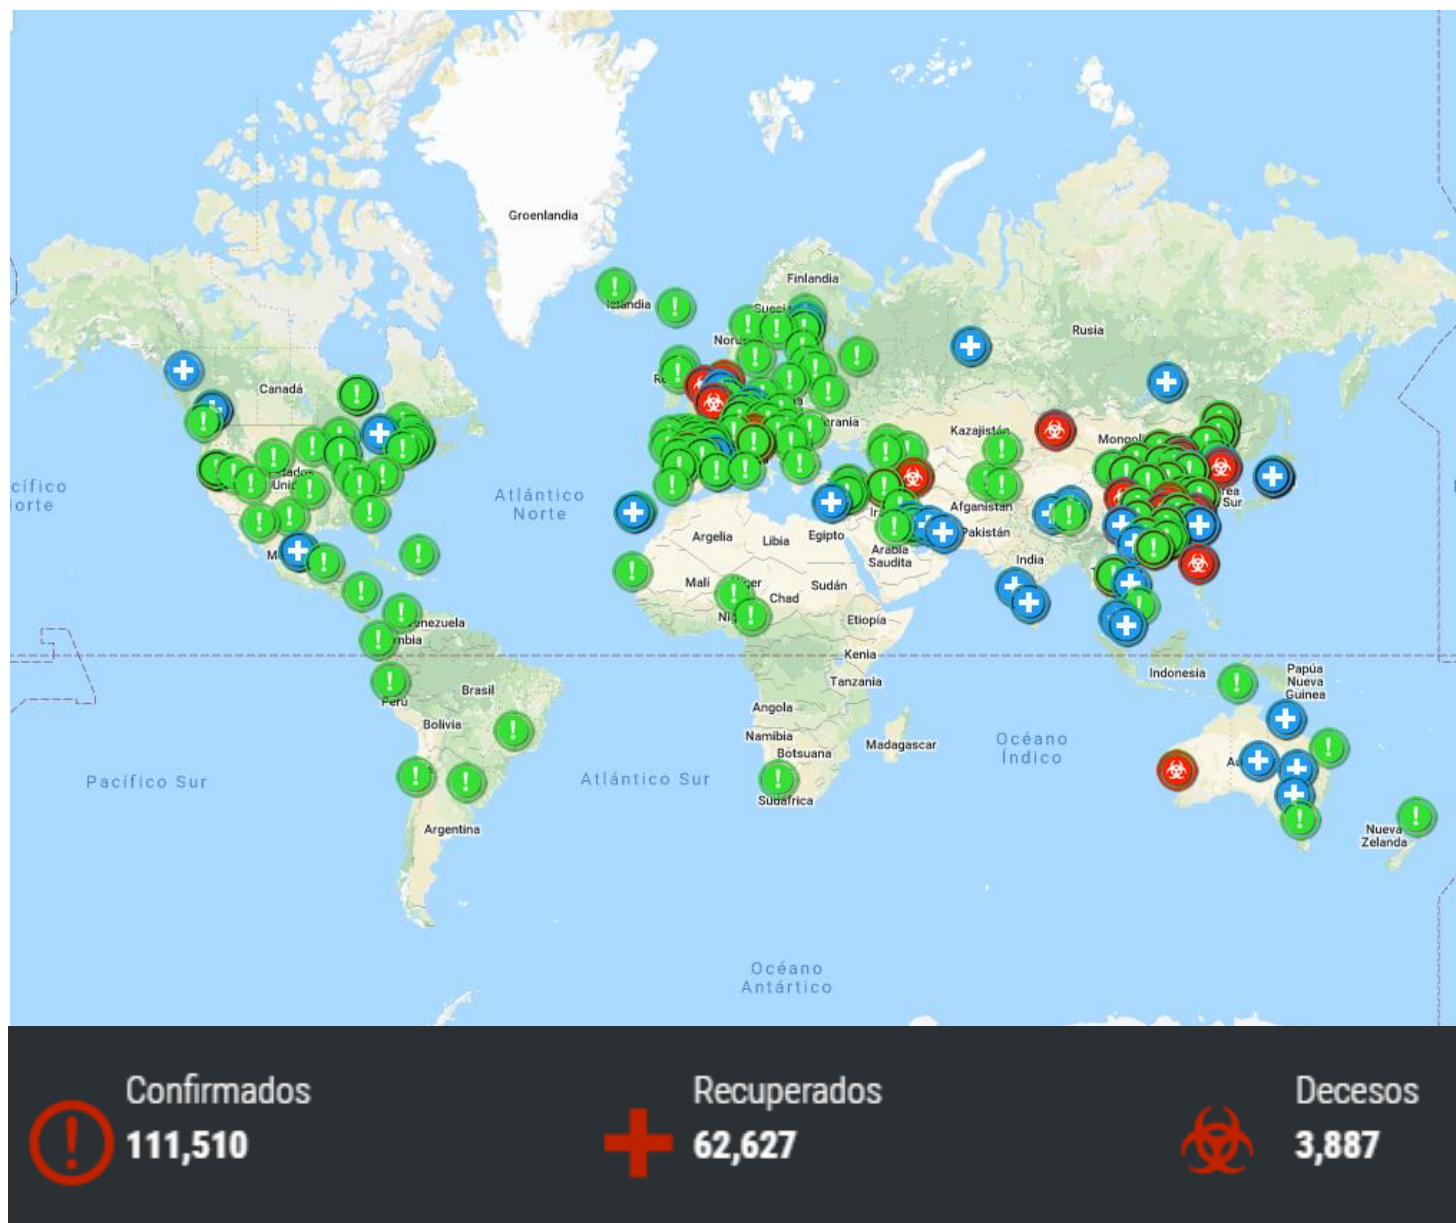 Groenlandia
Finlandia
Rusia
Canadá
Kazajistán
Atlántico
Norte
Afganistán
Pakistán
Argelia
Libia
Egipto
Arabia
Saudita
India
Malí
Sudán
Chad
Etiopía
Kenia
Indonesia
Papúa
Nueva
Guinea
Tanzania
Brasil
Perú
Angola
Bolivia
Namibia
Botsuana
Madagascar
Océano
Índico
Pacífico Sur
Atlántico Sur
Sudáfrica
Argentina
Nueva
Zelanda
Océano
Antártico
Confirmados
Recuperados
Decesos
111,510
62,627
3,887